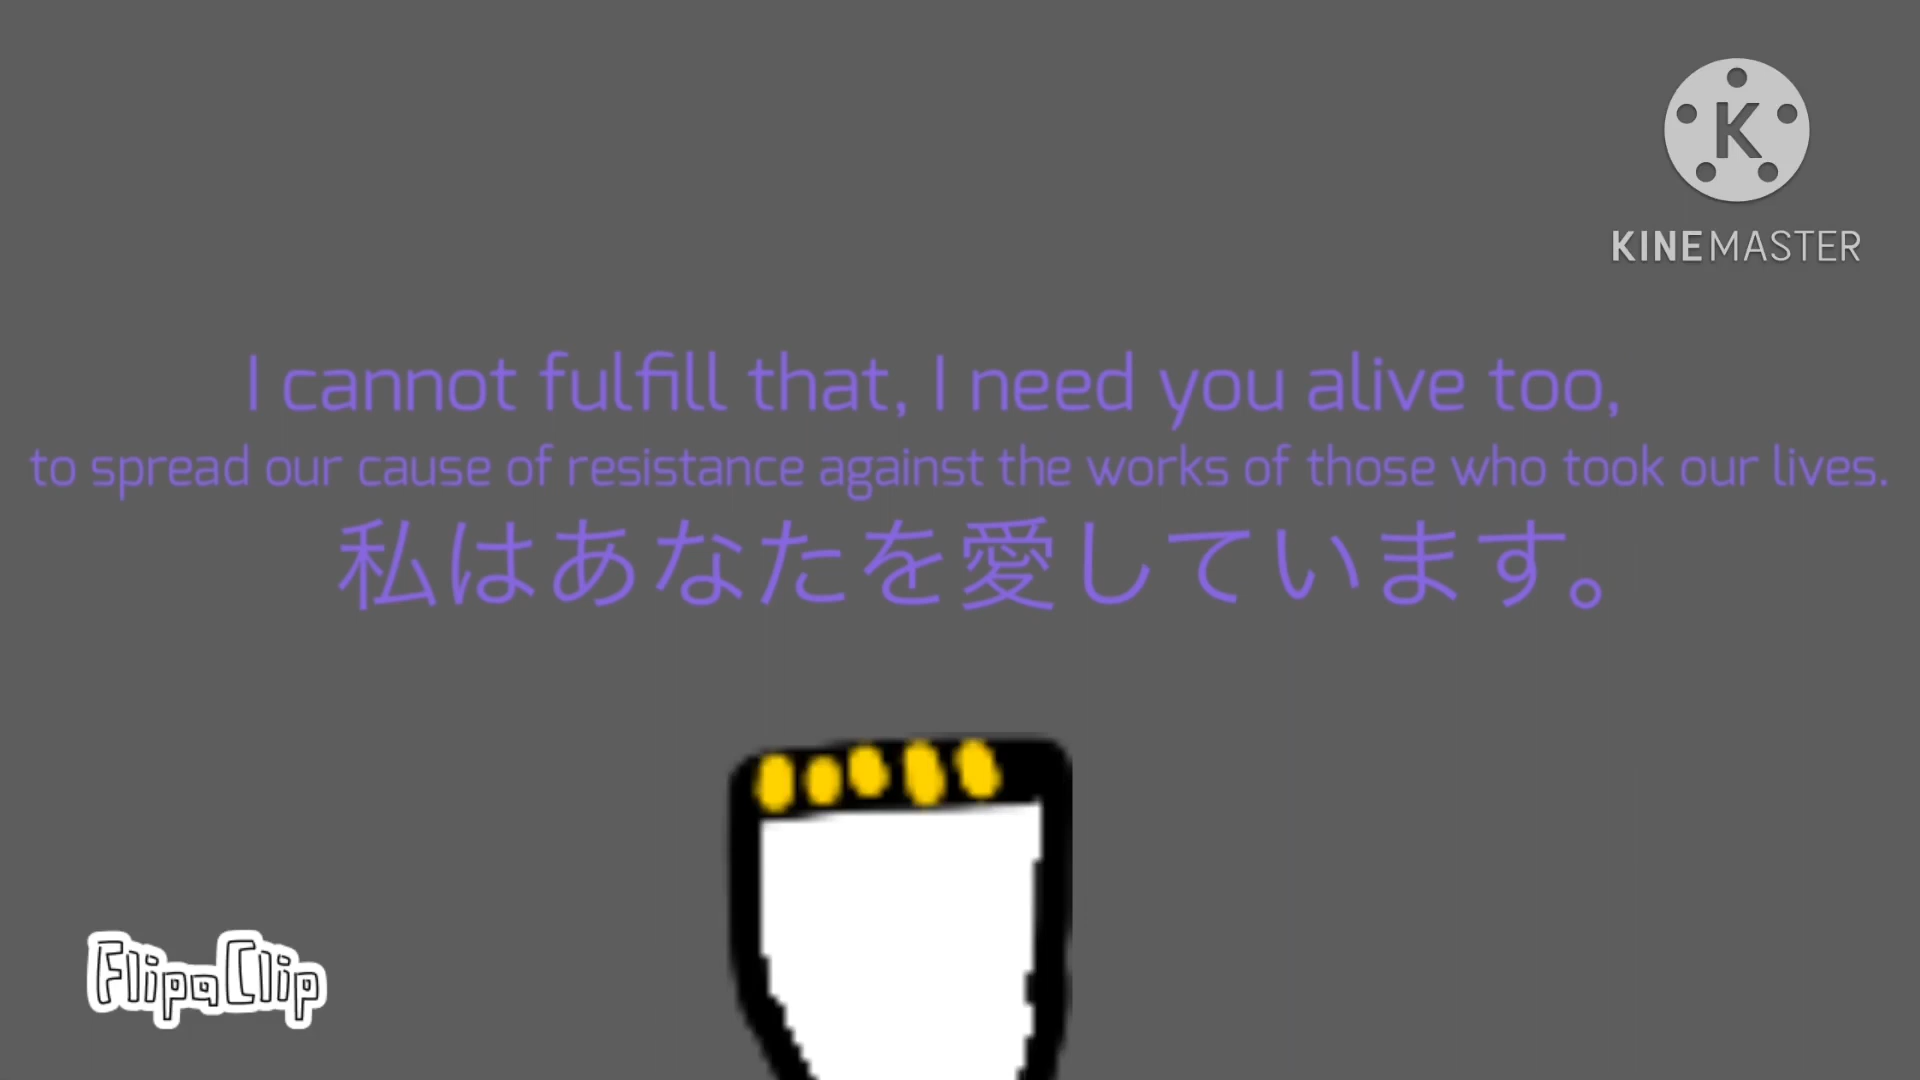 K
KINEMASTER
I cannot fulfill that, I need you alive too,
to spread our cause of resistance against the works of those who took our lives.
私はあなたを愛しています。
FlipaClip